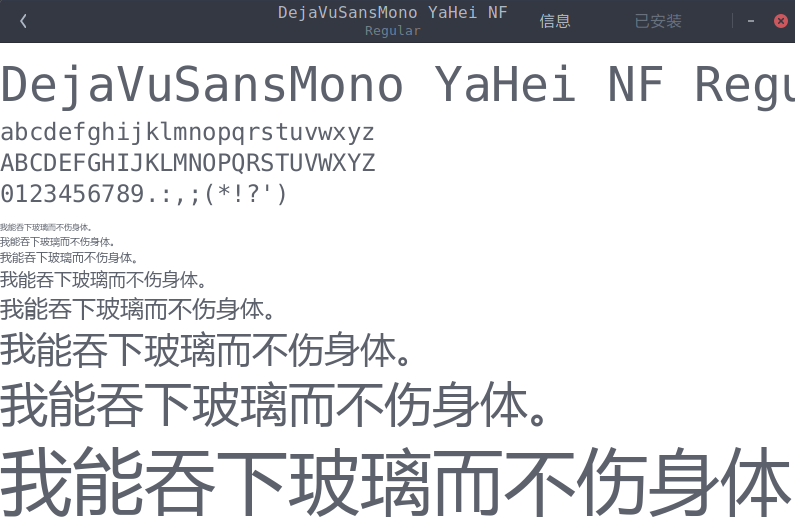 DejaVuSansMono YaHei NF
Regular
信息
已安装
DejaVuSansMono YaHei NF Regu
abcdefghijklmnopqrstuvwxyz
ABCDEFGHIJKLMNOPQRSTUVWXYZ
0123456789.:,;(*!?')
我能吞下玻璃而不伤身体。
我能吞下玻璃而不伤身体。
我能吞下玻璃而不伤身体。
我能吞下玻璃而不伤身体。
我能吞下玻璃而不伤身体。
我能吞下玻璃而不伤身体。
我能吞下玻璃而不伤身体。
我能吞下玻璃而不伤身体